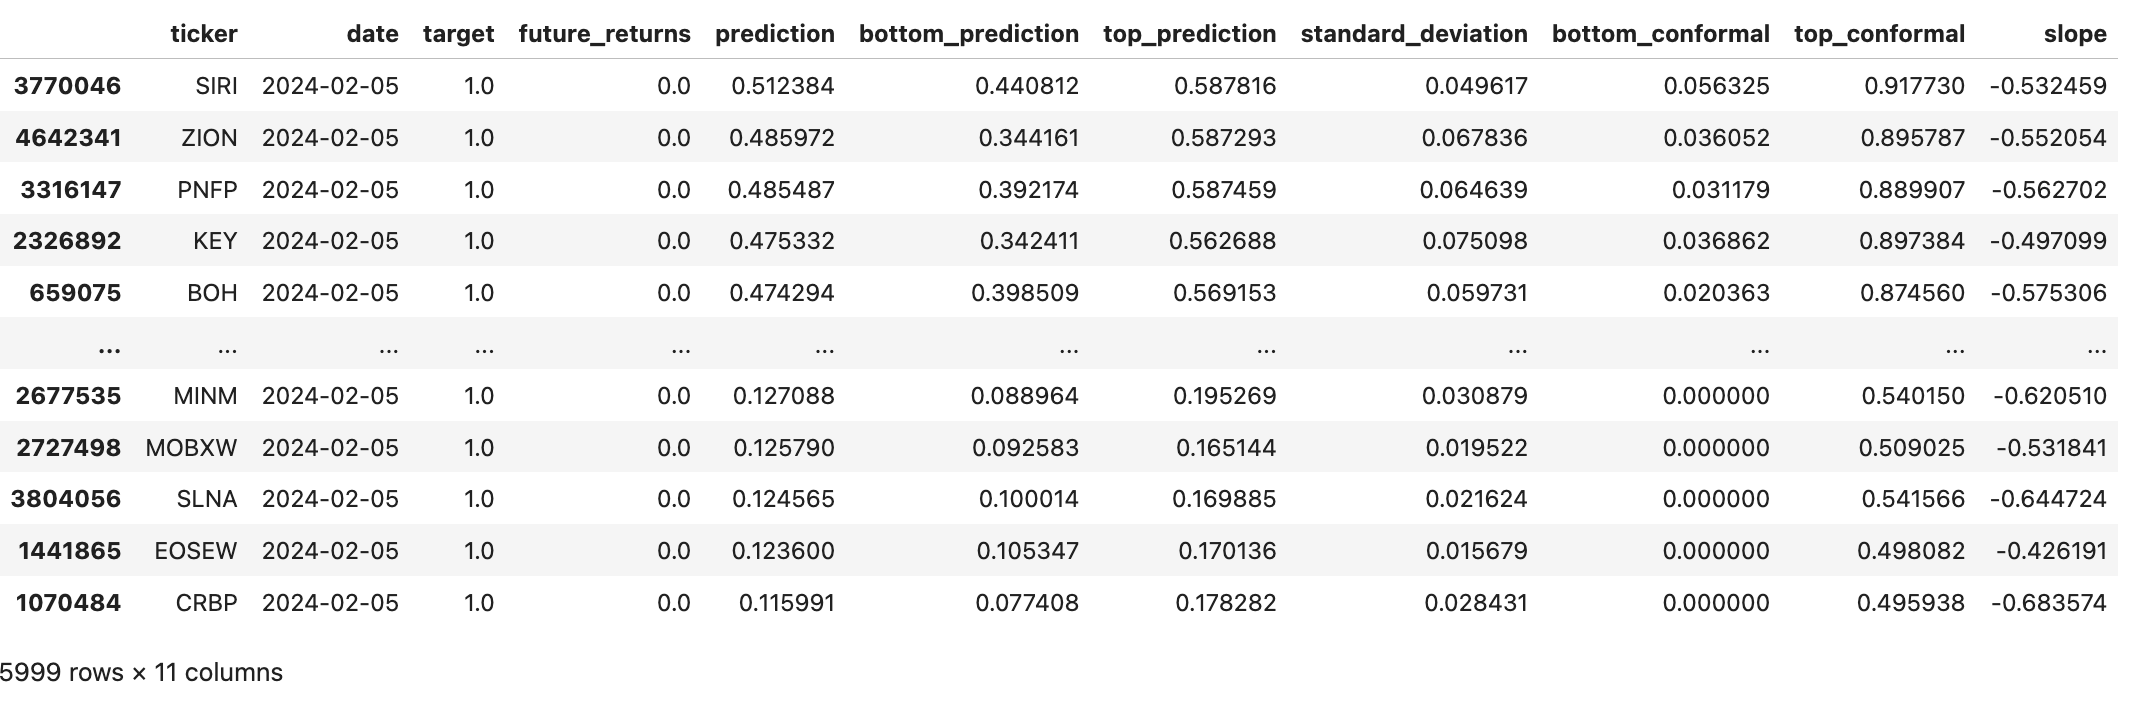 ticker date target future_returns prediction bottom_prediction top_prediction standard_deviation bottom_conformal top_conformal slope
3770046 SIRI 2024-02-05 1.0 0.0 0.512384 0.440812 0.587816 0.049617 0.056325 0.917730 -0.532459
4642341 ZION 2024-02-05 1.0 0.0 0.485972 0.344161 0.587293 0.067836 0.036052 0.895787 -0.552054
3316147 PNFP 2024-02-05 1.0 0.0 0.485487 0.392174 0.587459 0.064639 0.031179 0.889907 -0.562702
2326892 KEY 2024-02-05 1.0 0.0 0.475332 0.342411 0.562688 0.075098 0.036862 0.897384 -0.497099
659075 BOH 2024-02-05 1.0 0.0 0.474294 0.398509 0.569153 0.059731 0.020363 0.874560 -0.575306
... ... ... ... ... ... ... ... ... ... ... ...
2677535 MINM 2024-02-05 1.0 0.0 0.127088 0.088964 0.195269 0.030879 0.000000 0.540150 -0.620510
2727498 MOBXW 2024-02-05 1.0 0.0 0.125790 0.092583 0.165144 0.019522 0.000000 0.509025 -0.531841
3804056 SLNA 2024-02-05 1.0 0.0 0.124565 0.100014 0.169885 0.021624 0.000000 0.541566 -0.644724
1441865 EOSEW 2024-02-05 1.0 0.0 0.123600 0.105347 0.170136 0.015679 0.000000 0.498082 -0.426191
1070484 CRBP 2024-02-05 1.0 0.0 0.115991 0.077408 0.178282 0.028431 0.000000 0.495938 -0.683574
5999 rows × 11 columns